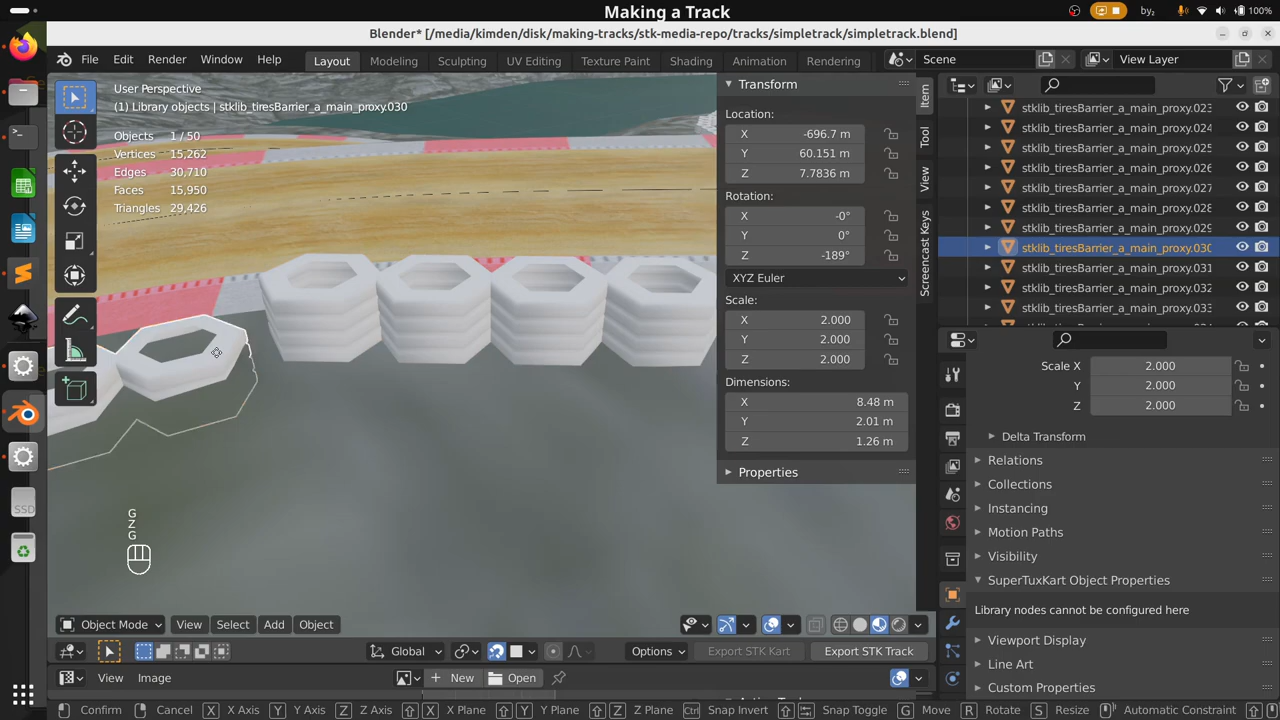 Making a Track
by₂
100%
Blender* [/media/kimden/disk/making-tracks/stk-media-repo/tracks/simpletrack/simpletrack.blend]
File Edit Render Window Help
Layout Modeling Sculpting UV Editing Texture Paint Shading Animation Rendering
Scene
View Layer
User Perspective
(1) Library objects | stklib_tiresBarrier_a_main_proxy.030
Objects 1 / 50
Vertices 15,262
Edges 30,710
Faces 15,950
Triangles 29,426
Transform
Location:
X -696.7 m
Y 60.151 m
Z 7.7836 m
Rotation:
X -0°
Y 0°
Z -189°
XYZ Euler
Scale:
X 2.000
Y 2.000
Z 2.000
Dimensions:
X 8.48 m
Y 2.01 m
Z 1.26 m
Properties
Item
Tool
View
Screencast Keys
stklib_tiresBarrier_a_main_proxy.023
stklib_tiresBarrier_a_main_proxy.024
stklib_tiresBarrier_a_main_proxy.025
stklib_tiresBarrier_a_main_proxy.026
stklib_tiresBarrier_a_main_proxy.027
stklib_tiresBarrier_a_main_proxy.028
stklib_tiresBarrier_a_main_proxy.029
stklib_tiresBarrier_a_main_proxy.030
stklib_tiresBarrier_a_main_proxy.031
stklib_tiresBarrier_a_main_proxy.032
stklib_tiresBarrier_a_main_proxy.033
Scale X 2.000
Y 2.000
Z 2.000
Delta Transform
Relations
Collections
Instancing
Motion Paths
Visibility
SuperTuxKart Object Properties
Library nodes cannot be configured here
Viewport Display
Line Art
Custom Properties
G
Z
G
SSD
Object Mode View Select Add Object
Global
Options
Export STK Kart
Export STK Track
View Image
New
Open
Confirm Cancel X X Axis Y Y Axis Z Z Axis X X Plane Y Y Plane Z Z Plane Ctrl Snap Invert Snap Toggle G Move R Rotate S Resize Automatic Constraint